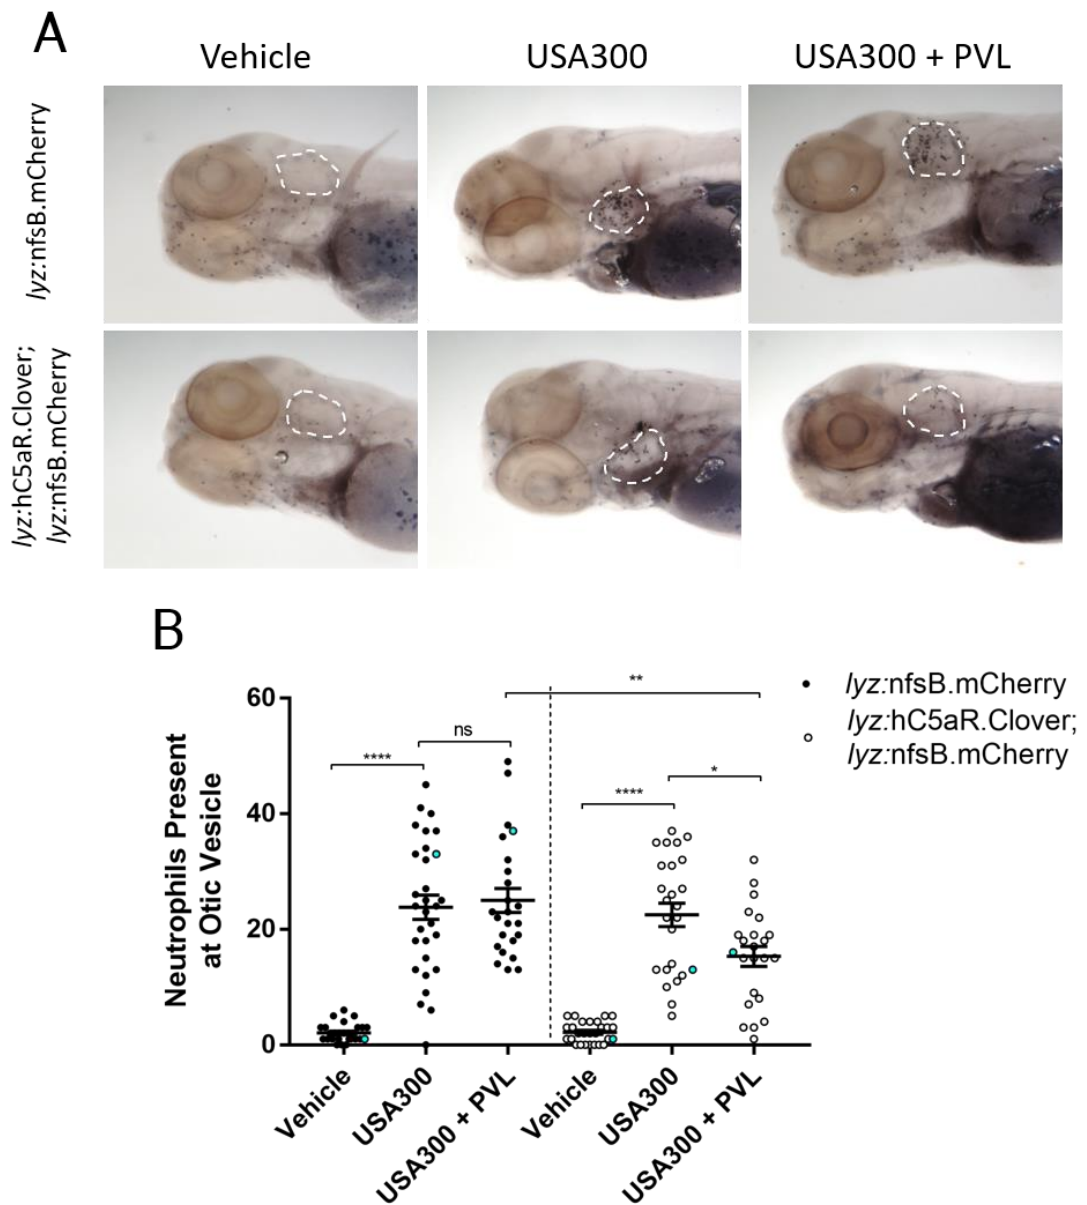 A
Vehicle
USA300
USA300 + PVL
lyz:nfsB.mCherry
lyz:hC5aR.Clover;
lyz:nfsB.mCherry
B
Neutrophils Present
at Otic Vesicle
60
40
20
0
****
ns
**
****
*
lyz:nfsB.mCherry
lyz:hC5aR.Clover;
lyz:nfsB.mCherry
Vehicle
USA300
USA300 + PVL
Vehicle
USA300
USA300 + PVL